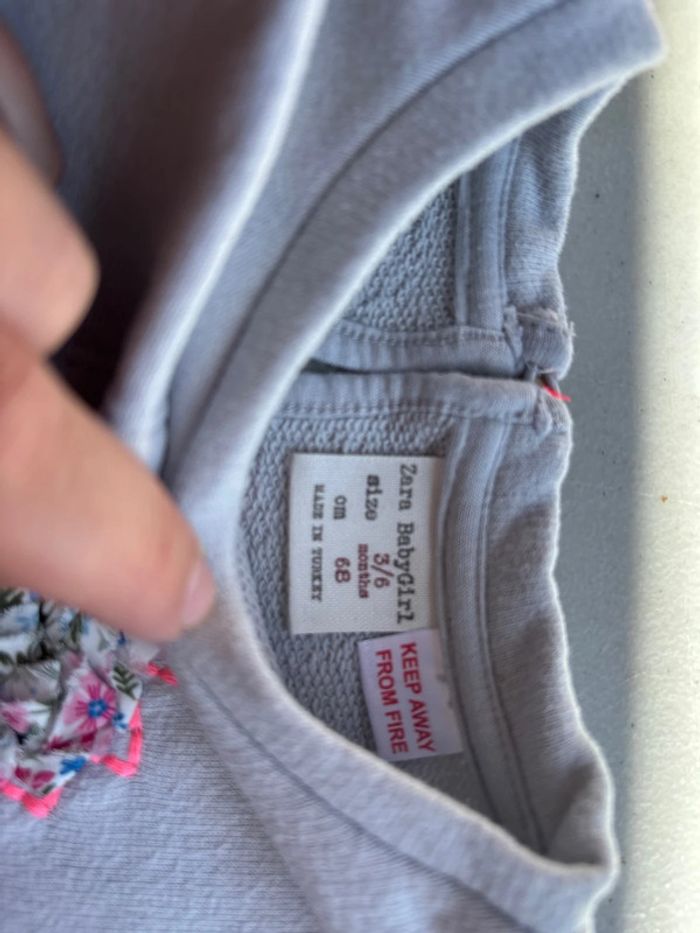 Zara BabyGirl
size 3/6 months
cm 68
MADE IN TURKEY
KEEP AWAY
FROM FIRE